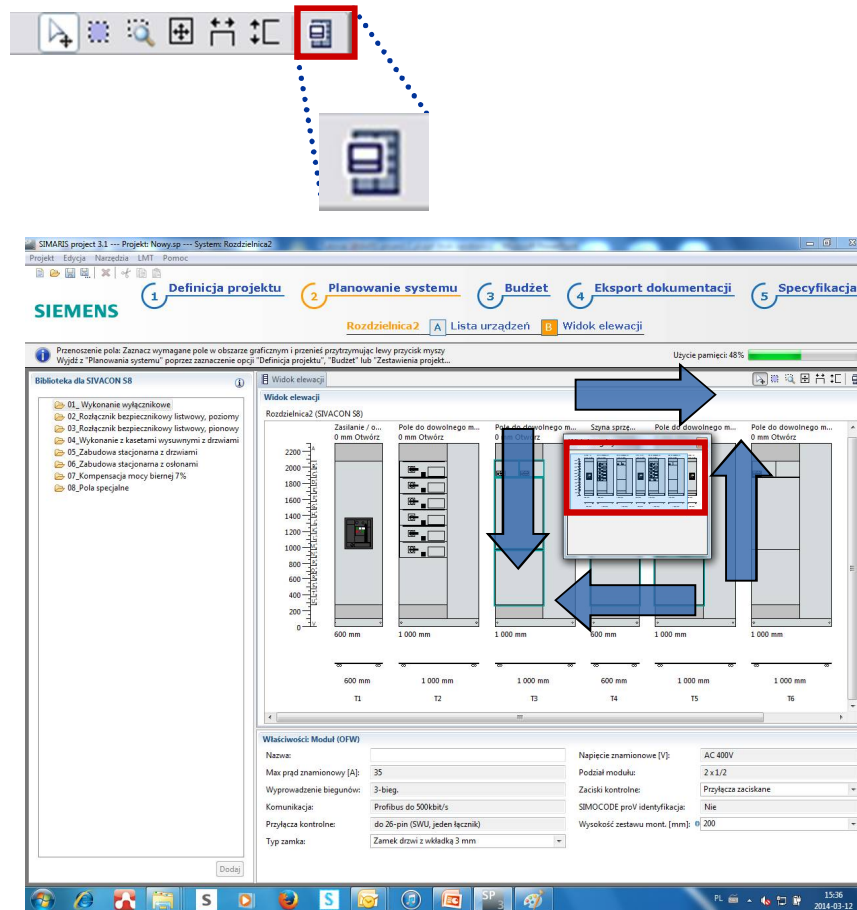 SIMARIS project 3.1 --- Projekt: Nowy.sp --- System: Rozdzielnica2
Projekt Edycja Narzędzia LMT Pomoc
SIEMENS
1 Definicja projektu 2 Planowanie systemu 3 Budżet 4 Eksport dokumentacji 5 Specyfikacja
Rozdzielnica2 A Lista urządzeń B Widok elewacji
Przenoszenie pola: Zaznacz wymagane pole w obszarze graficznym i przenieś przytrzymując lewy przycisk myszy
Wyjdź z "Planowania systemu" poprzez zaznaczenie opcji "Definicja projektu", "Budżet" lub "Zestawienia projekt...
Użycie pamięci: 48%
Biblioteka dla SIVACON S8
01_ Wykonanie wyłącznikowe
02_Rozłącznik bezpiecznikowy listwowy, poziomy
03_Rozłącznik bezpiecznikowy listwowy, pionowy
04_Wykonanie z kasetami wysuwnymi z drzwiami
05_Zabudowa stacjonarna z drzwiami
06_Zabudowa stacjonarna z osłonami
07_Kompensacja mocy biernej 7%
08_Pola specjalne
Dodaj
Widok elewacji
Widok elewacji
Rozdzielnica2 (SIVACON S8)
Zasilanie / o... Pole do dowolnego m... Pole do dowolnego m... Szyna sprzę... Pole do dowolnego m... Pole do dowolnego m...
0 mm Otwórz 0 mm Otwórz 0 mm Otwórz 0 mm Otwórz
2200
2000
1800
1600
1400
1200
1000
800
600
400
200
0
600 mm 1 000 mm 1 000 mm 600 mm 1 000 mm 1 000 mm
600 mm 1 000 mm 1 000 mm 600 mm 1 000 mm 1 000 mm
T1 T2 T3 T4 T5 T6
Właściwości: Moduł (OFW)
Nazwa: Napięcie znamionowe [V]: AC 400V
Max prąd znamionowy [A]: 35 Podział modułu: 2 x 1/2
Wyprowadzenie biegunów: 3-bieg. Zaciski kontrolne: Przyłącza zaciskane
Komunikacja: Profibus do 500kbit/s SIMOCODE proV identyfikacja: Nie
Przyłącza kontrolne: do 26-pin (SWU, jeden łącznik) Wysokość zestawu mont. [mm]: 200
Typ zamka: Zamek drzwi z wkładką 3 mm
PL 15:36
2014-03-12